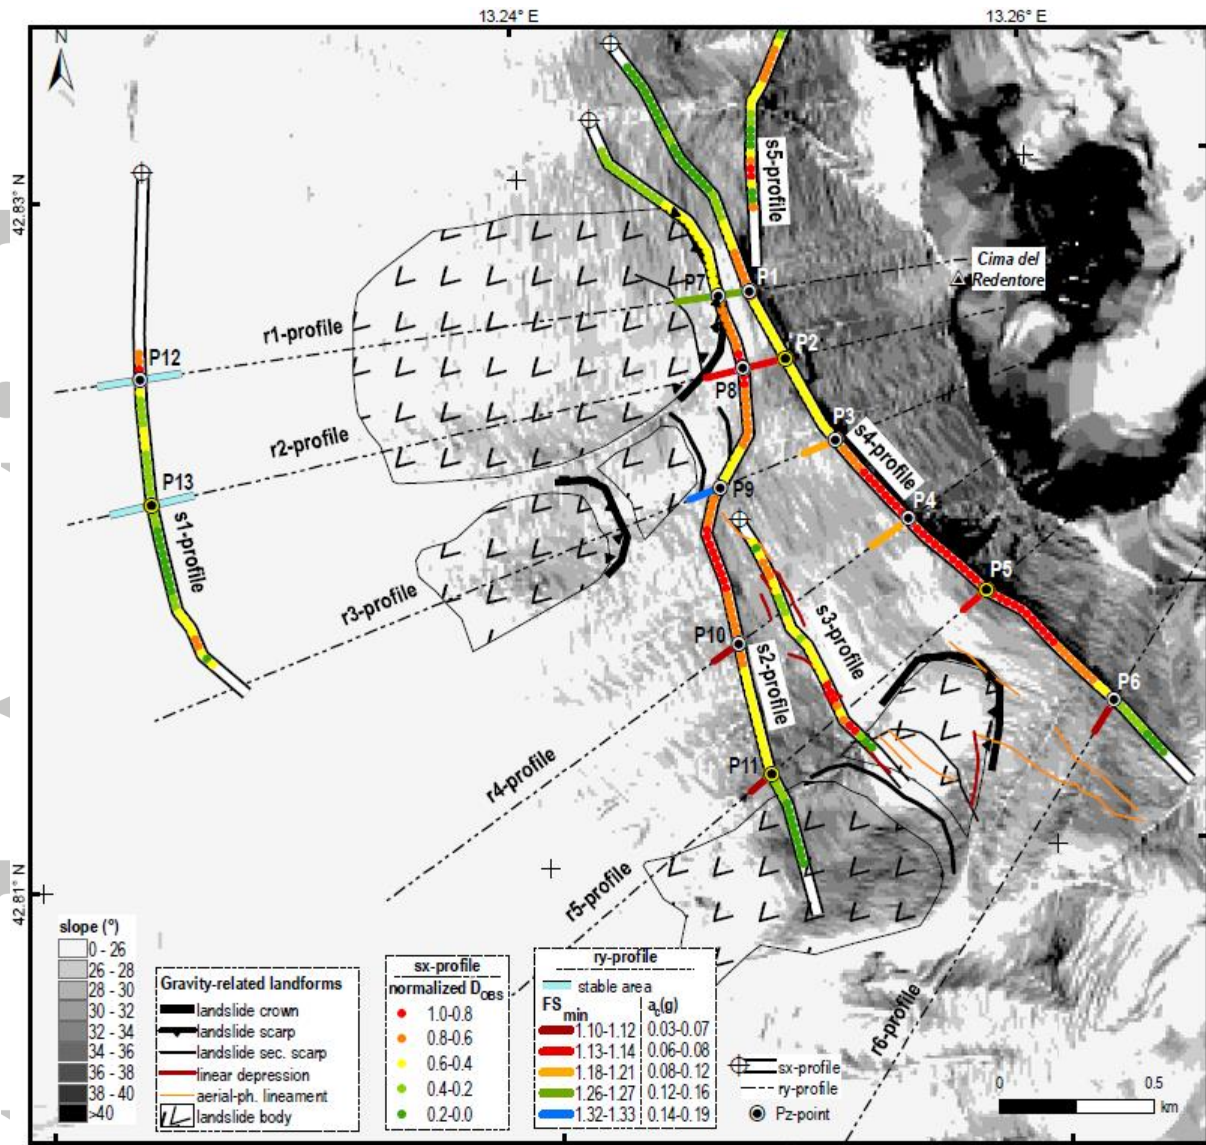 13.24° E
13.26° E
N
42.83° N
42.81° N
s5-profile
Cima del
Redentore
P7
P1
r1-profile
P12
P2
P8
r2-profile
P3
s4-profile
P13
P9
P4
s1-profile
r3-profile
P5
s3-profile
P10
s2-profile
P6
r4-profile
P11
r5-profile
r6-profile
slope (º)
0 - 26
26 - 28
28 - 30
30 - 32
32 - 34
34 - 36
36 - 38
38 - 40
>40
Gravity-related landforms
landslide crown
landslide scarp
landslide sec. scarp
linear depression
aerial-ph. lineament
landslide body
sx-profile
normalized DOBS
1.0-0.8
0.8-0.6
0.6-0.4
0.4-0.2
0.2-0.0
ry-profile
stable area
FSmin ac(g)
1.10-1.12 0.03-0.07
1.13-1.14 0.06-0.08
1.18-1.21 0.08-0.12
1.26-1.27 0.12-0.16
1.32-1.33 0.14-0.19
sx-profile
ry-profile
Pz-point
0 0.5
km